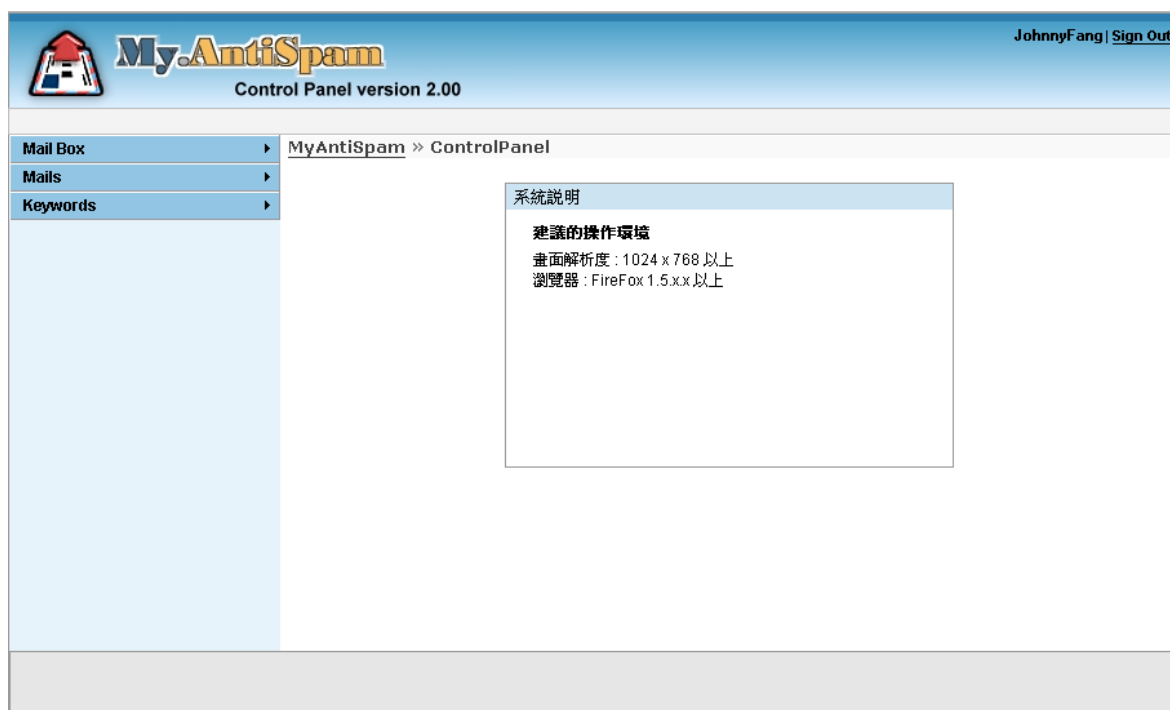 My.AntiSpam
Control Panel version 2.00
JohnnyFang | Sign Out
Mail Box
Mails
Keywords
MyAntiSpam » ControlPanel
系統說明
建議的操作環境
畫面解析度 : 1024 x 768 以上
瀏覽器 : FireFox 1.5.x.x 以上